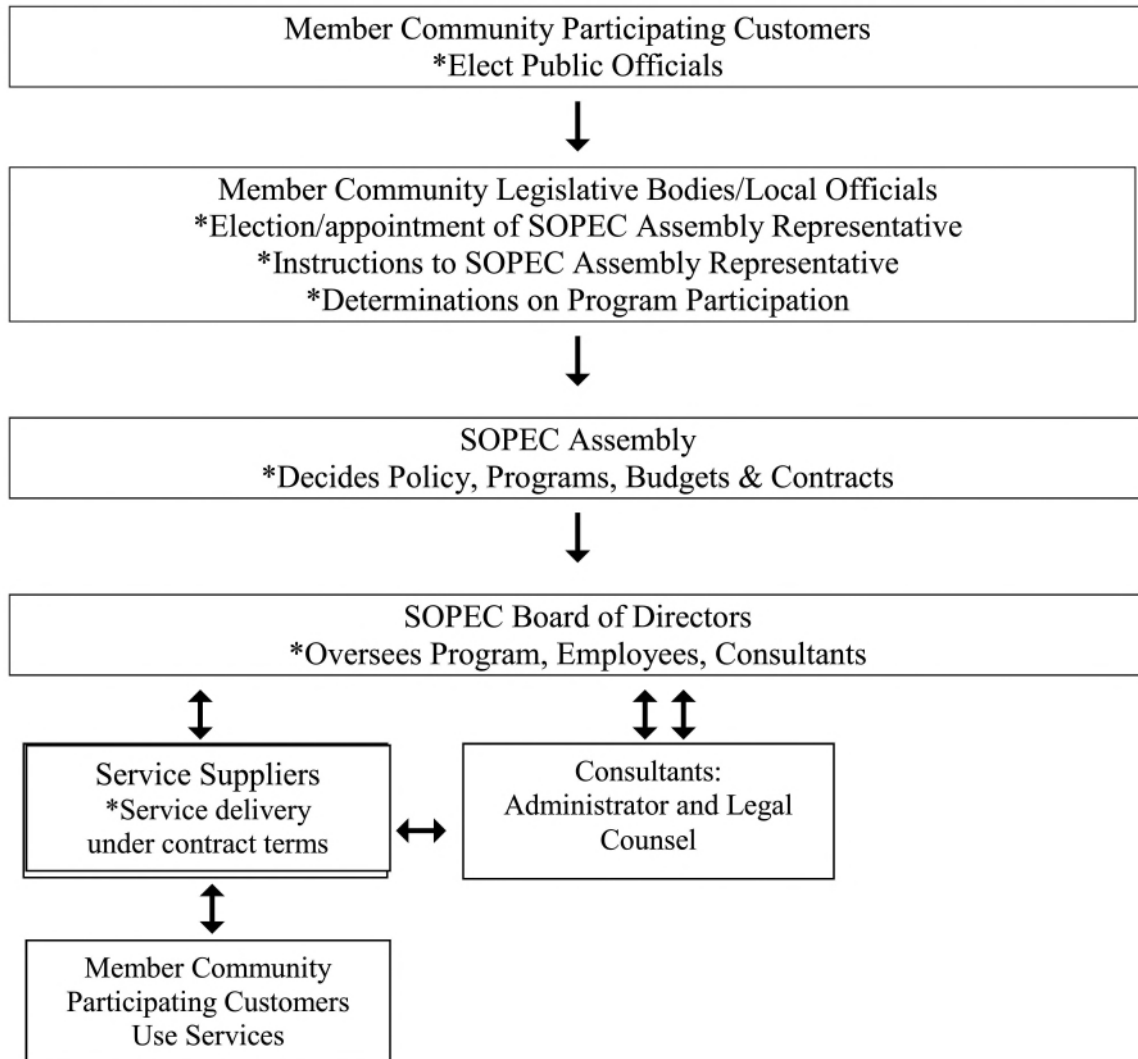 Member Community Participating Customers
*Elect Public Officials
Member Community Legislative Bodies/Local Officials
*Election/appointment of SOPEC Assembly Representative
*Instructions to SOPEC Assembly Representative
*Determinations on Program Participation
SOPEC Assembly
*Decides Policy, Programs, Budgets & Contracts
SOPEC Board of Directors
*Oversees Program, Employees, Consultants
Service Suppliers
*Service delivery
under contract terms
Consultants:
Administrator and Legal
Counsel
Member Community
Participating Customers
Use Services